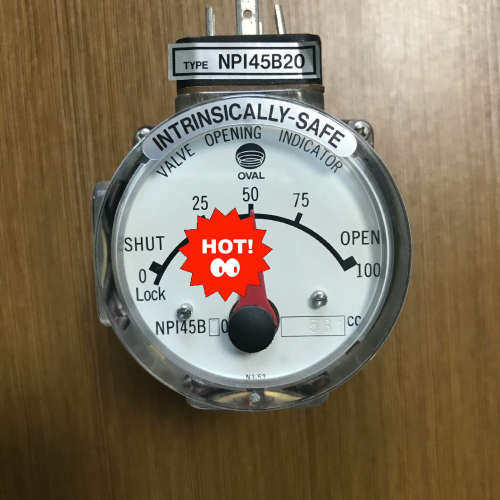 TYPE NPI45B20
INTRINSICALLY-SAFE
VALVE OPENING INDICATOR
OVAL
50
25 75
SHUT OPEN
HOT!
0 100
Lock
NPI45B 0 cc